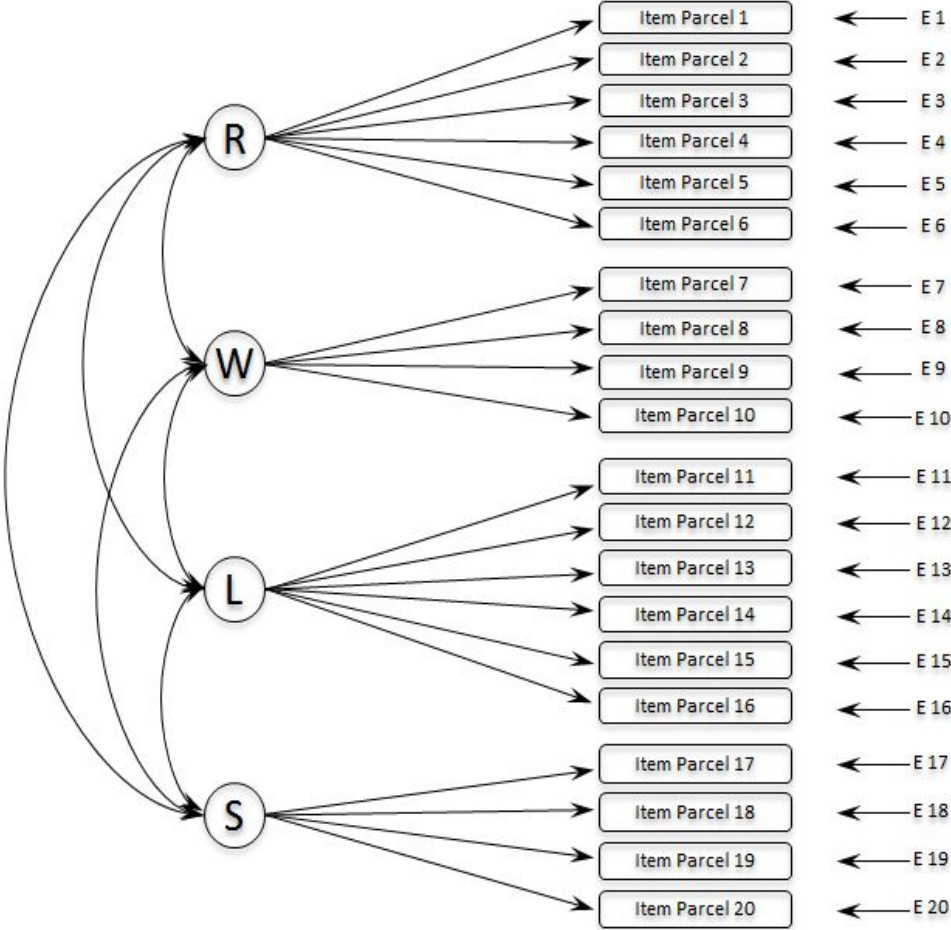 Item Parcel 1 E 1
Item Parcel 2 E 2
Item Parcel 3 E 3
R Item Parcel 4 E 4
Item Parcel 5 E 5
Item Parcel 6 E 6
Item Parcel 7 E 7
Item Parcel 8 E 8
W Item Parcel 9 E 9
Item Parcel 10 E 10
Item Parcel 11 E 11
Item Parcel 12 E 12
Item Parcel 13 E 13
L Item Parcel 14 E 14
Item Parcel 15 E 15
Item Parcel 16 E 16
Item Parcel 17 E 17
S Item Parcel 18 E 18
Item Parcel 19 E 19
Item Parcel 20 E 20